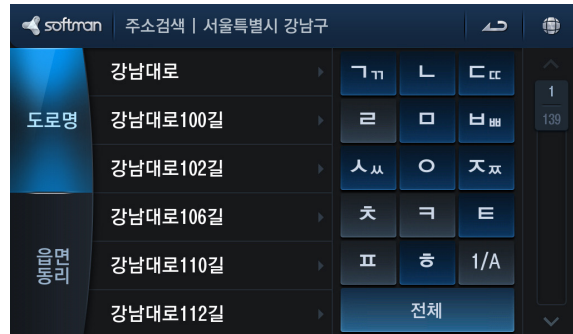 softman 주소검색 | 서울특별시 강남구
도로명
읍면
동리
강남대로
강남대로100길
강남대로102길
강남대로106길
강남대로110길
강남대로112길
ㄱㄲ ㄴ ㄷㄸ
ㄹ ㅁ ㅂㅃ
ㅅㅆ ㅇ ㅈㅉ
ㅊ ㅋ ㅌ
ㅍ ㅎ 1/A
전체
1
139